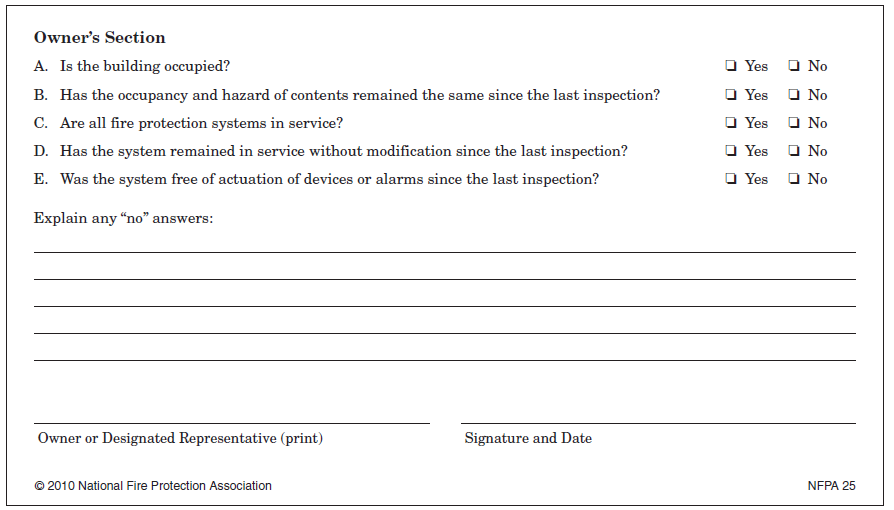 Owner's Section
A. Is the building occupied? ❏ Yes ❏ No
B. Has the occupancy and hazard of contents remained the same since the last inspection? ❏ Yes ❏ No
C. Are all fire protection systems in service? ❏ Yes ❏ No
D. Has the system remained in service without modification since the last inspection? ❏ Yes ❏ No
E. Was the system free of actuation of devices or alarms since the last inspection? ❏ Yes ❏ No
Explain any “no” answers:
Owner or Designated Representative (print) Signature and Date
© 2010 National Fire Protection Association NFPA 25